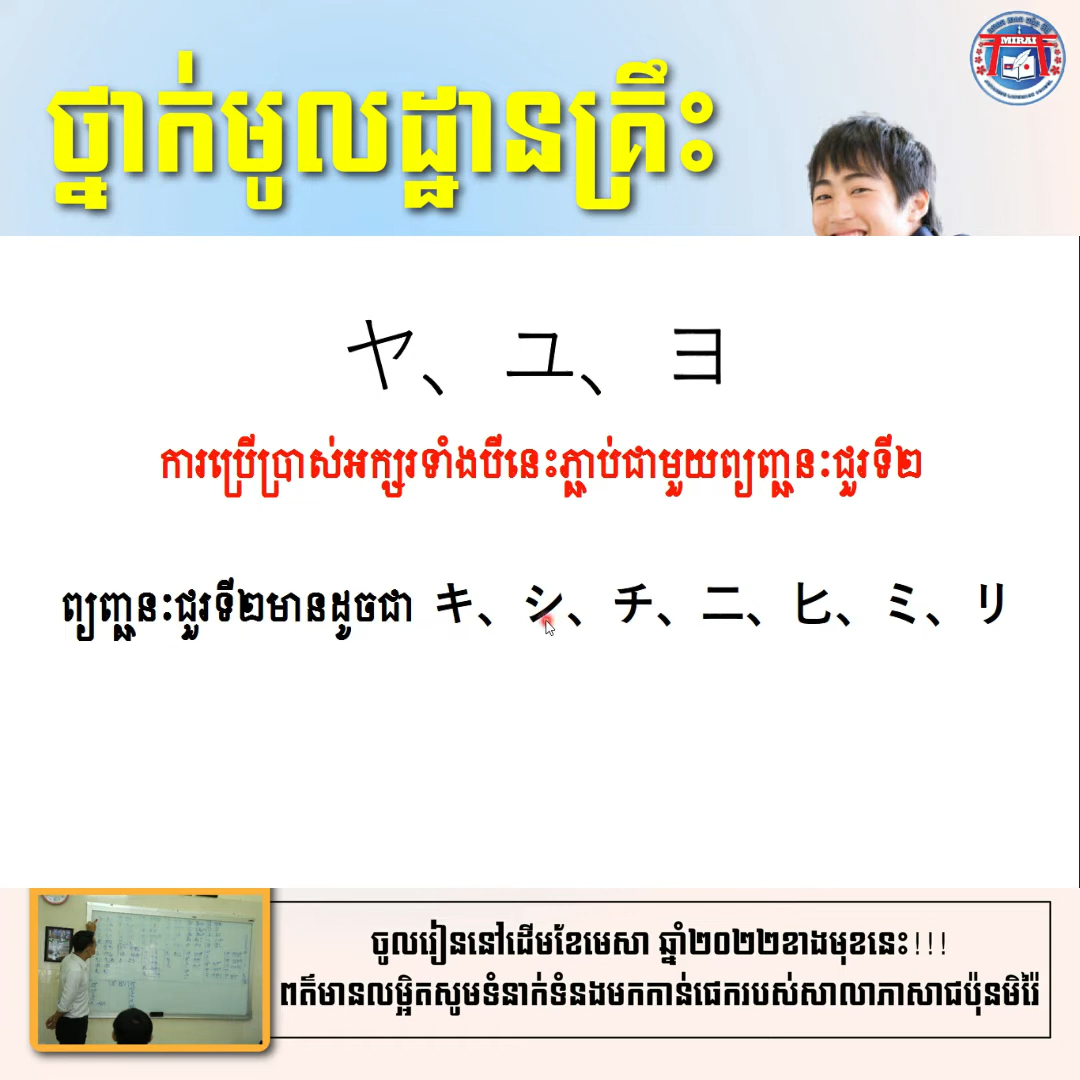 MIRAI
ថ្នាក់មូលដ្ឋានគ្រឹះ
ヤ、ユ、ヨ
ការប្រើប្រាស់អក្សរទាំងបីនេះភ្ជាប់ជាមួយព្យញ្ជនៈជួរទី២
ព្យញ្ជនៈជួរទី២មានដូចជា キ、シ、チ、ニ、ヒ、ミ、リ
ចូលរៀននៅដើមខែមេសា ឆ្នាំ២០២២ខាងមុខនេះ!!!
ពត៌មានលម្អិតសូមទំនាក់ទំនងមកកាន់ផេករបស់សាលាភាសាជប៉ុនមិរ៉ៃ